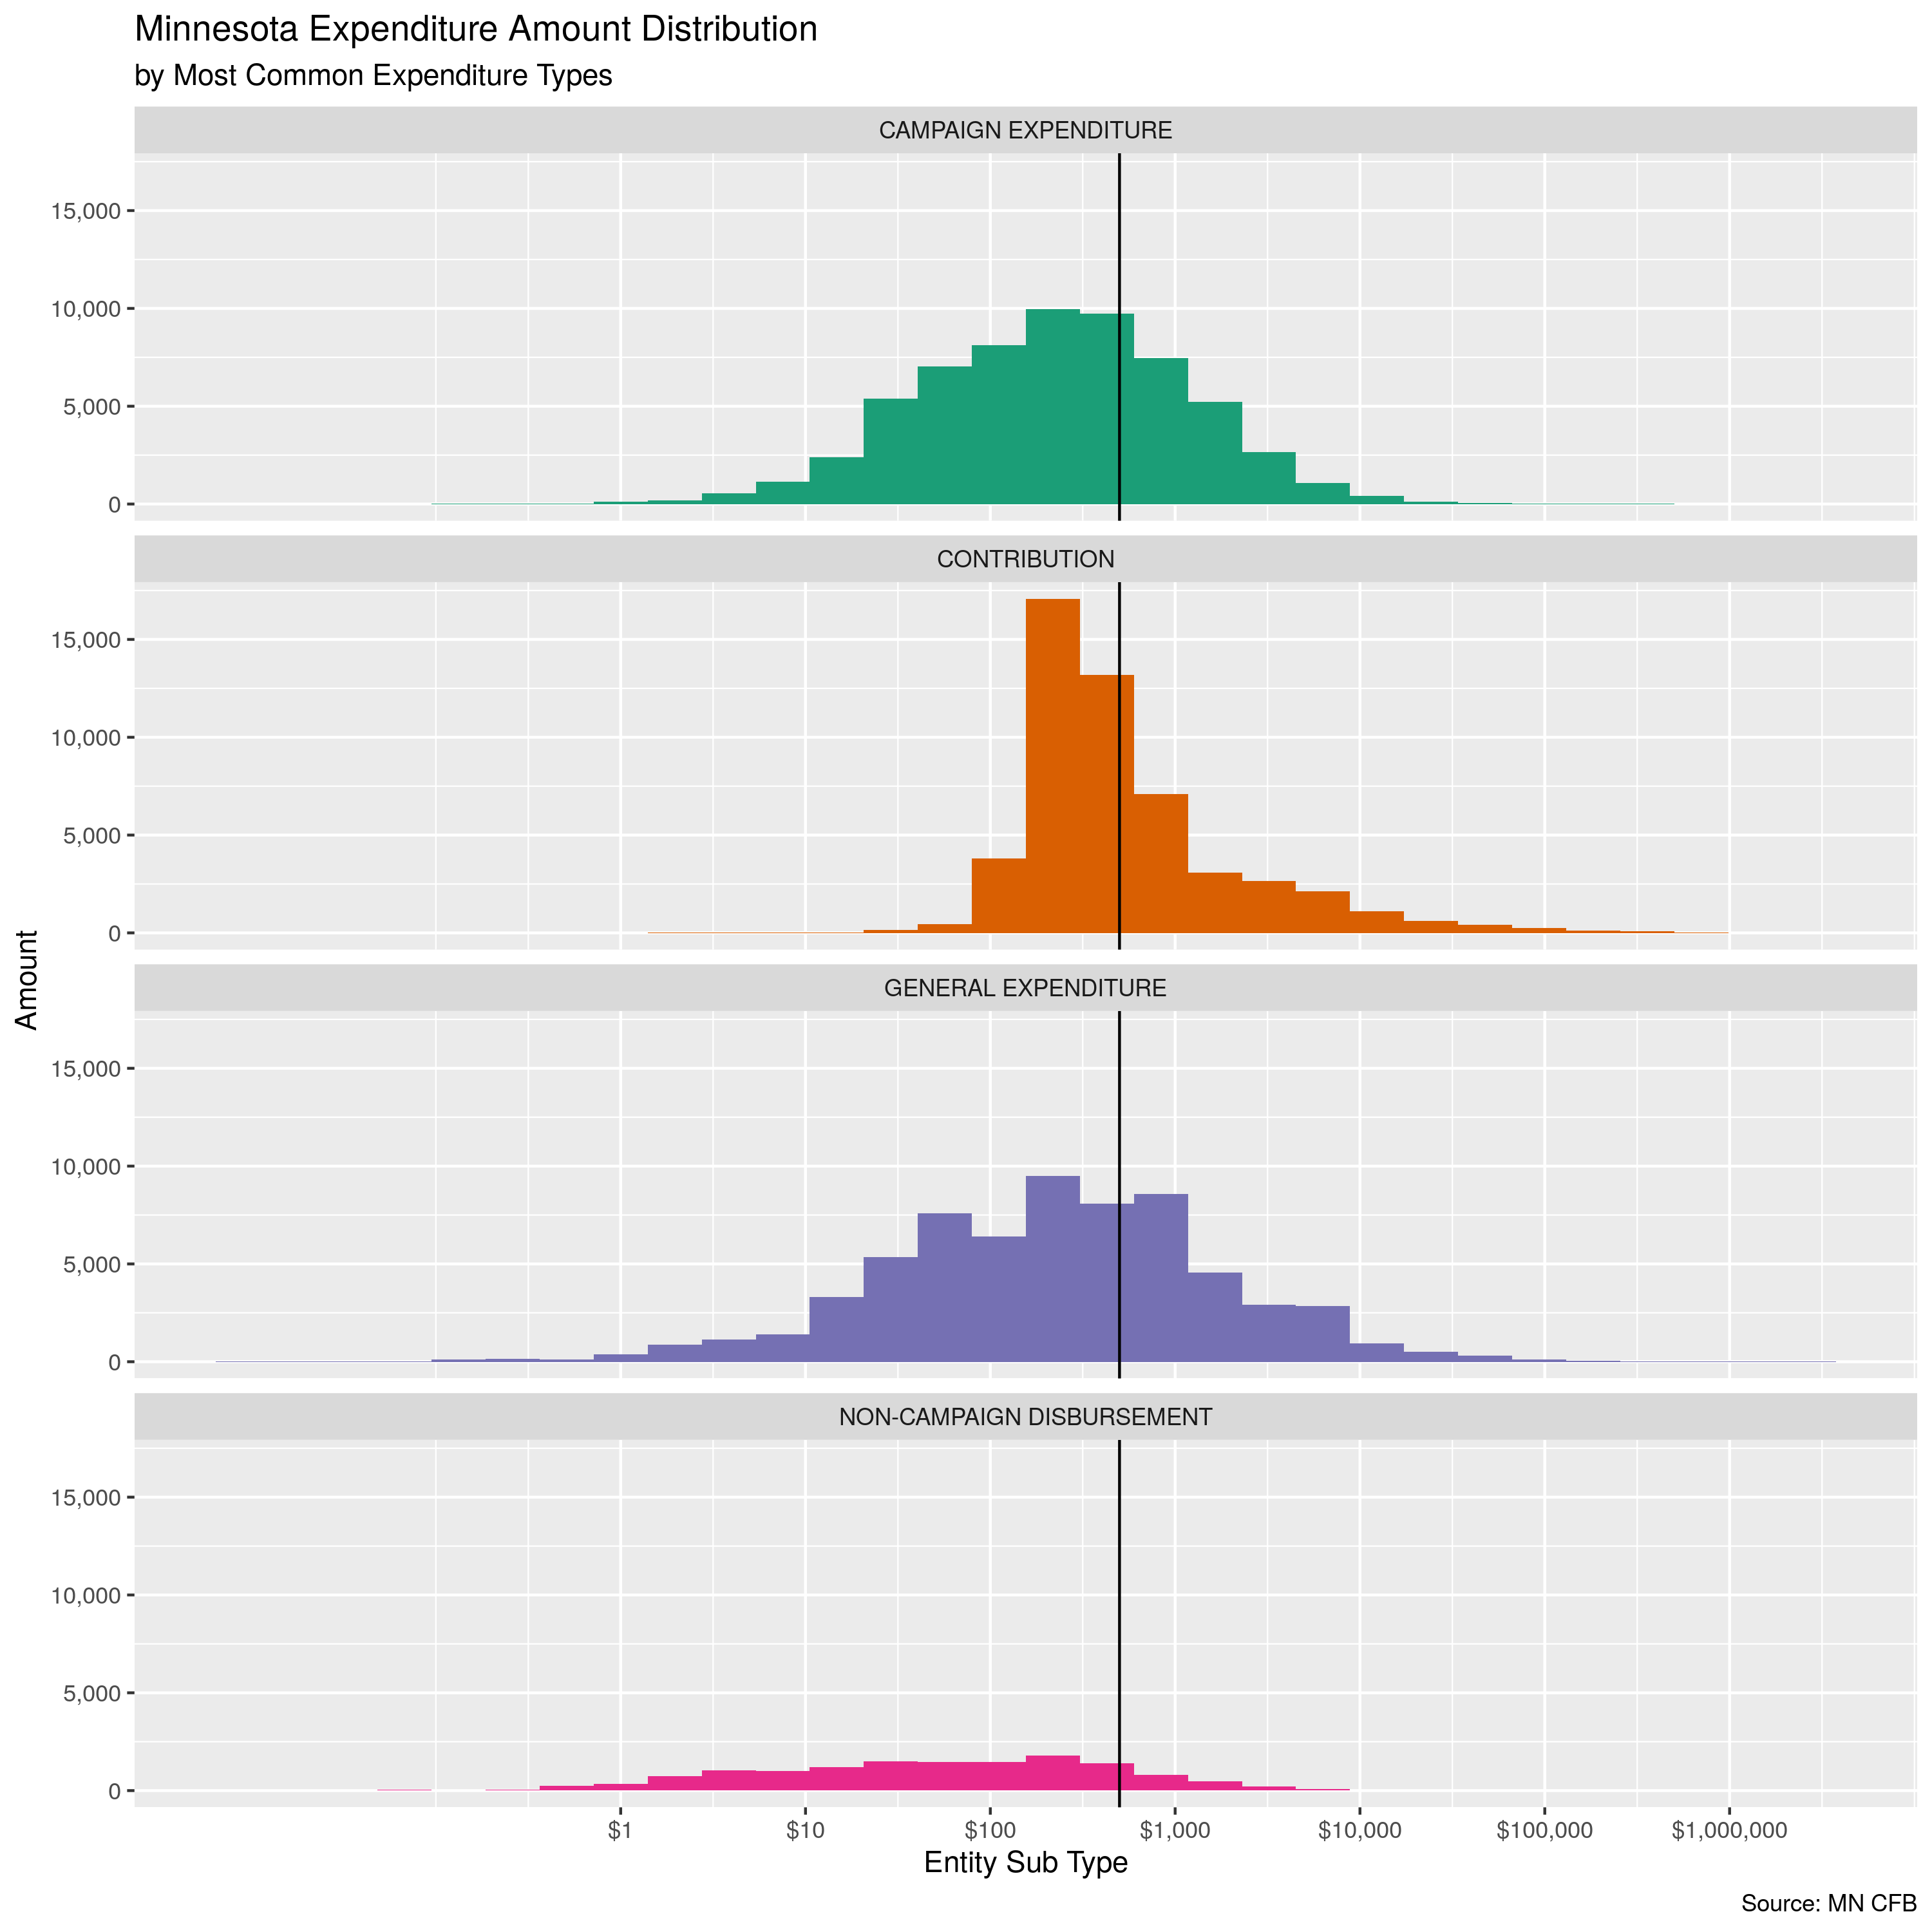 Minnesota Expenditure Amount Distribution
by Most Common Expenditure Types
CAMPAIGN EXPENDITURE
15,000
10,000
5,000
0
CONTRIBUTION
15,000
10,000
5,000
0
GENERAL EXPENDITURE
15,000
10,000
5,000
0
NON-CAMPAIGN DISBURSEMENT
15,000
10,000
5,000
0
Amount
$1 $10 $100 $1,000 $10,000 $100,000 $1,000,000
Entity Sub Type
Source: MN CFB